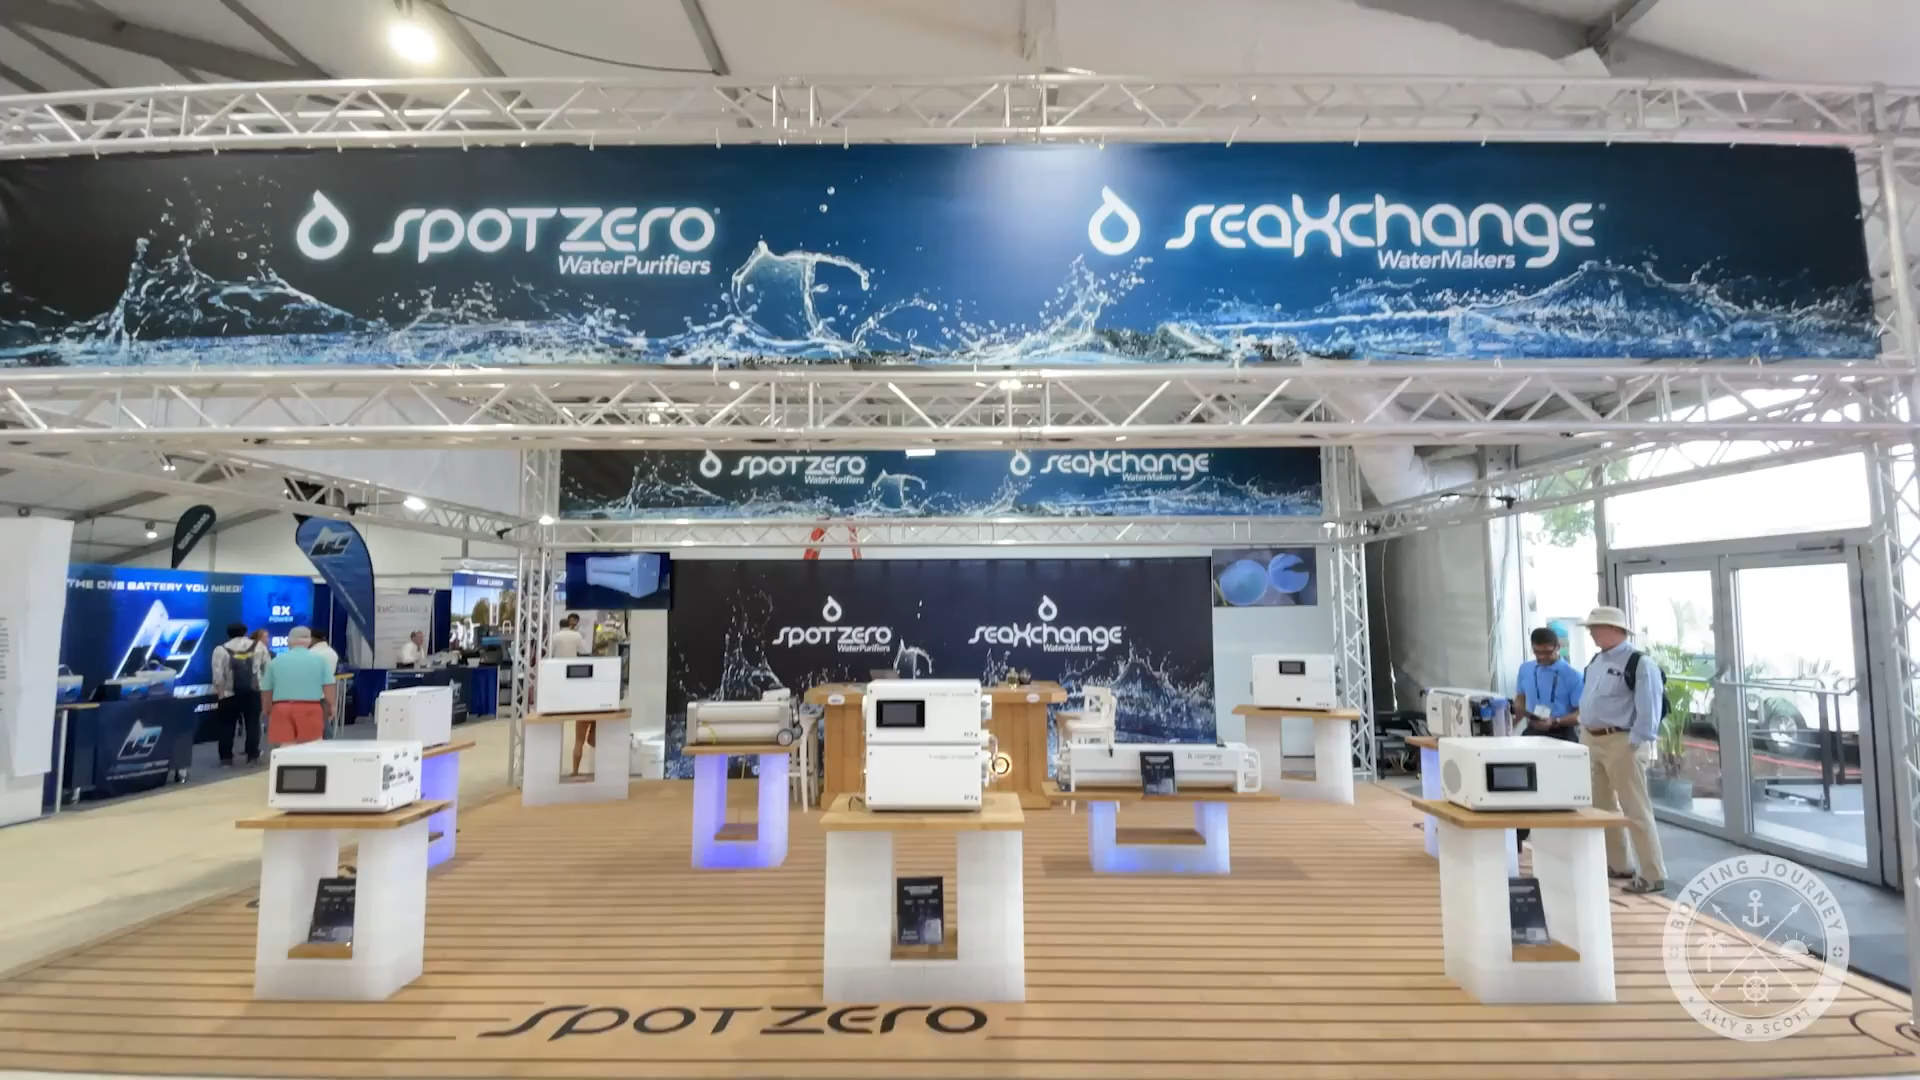 SPOTZERO
WaterPurifiers
seaXchange
WaterMakers
SPOTZERO
WaterPurifiers
seaXchange
WaterMakers
THE ONE BATTERY YOU NEED!
2X
POWER
SPOTZERO
WaterPurifiers
seaXchange
WaterMakers
SPOTZERO
BOATING JOURNEY
ALLY & SCOTT